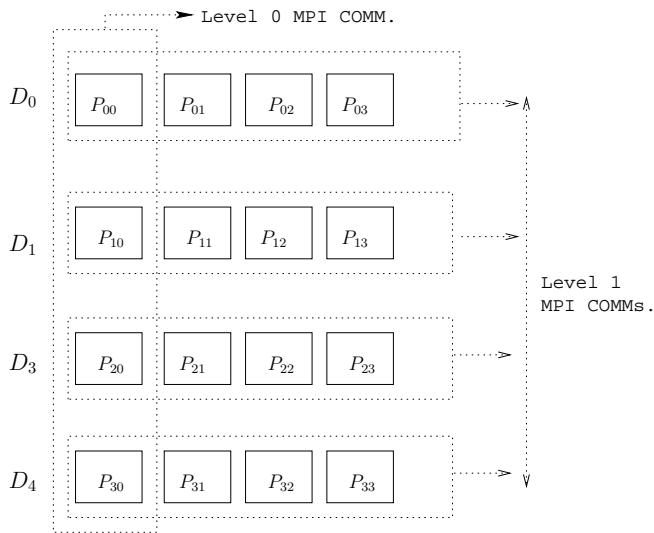 Level 0 MPI COMM.
D₀ P₀₀ P₀₁ P₀₂ P₀₃
D₁ P₁₀ P₁₁ P₁₂ P₁₃
Level 1
MPI COMMs.
D₃ P₂₀ P₂₁ P₂₂ P₂₃
D₄ P₃₀ P₃₁ P₃₂ P₃₃